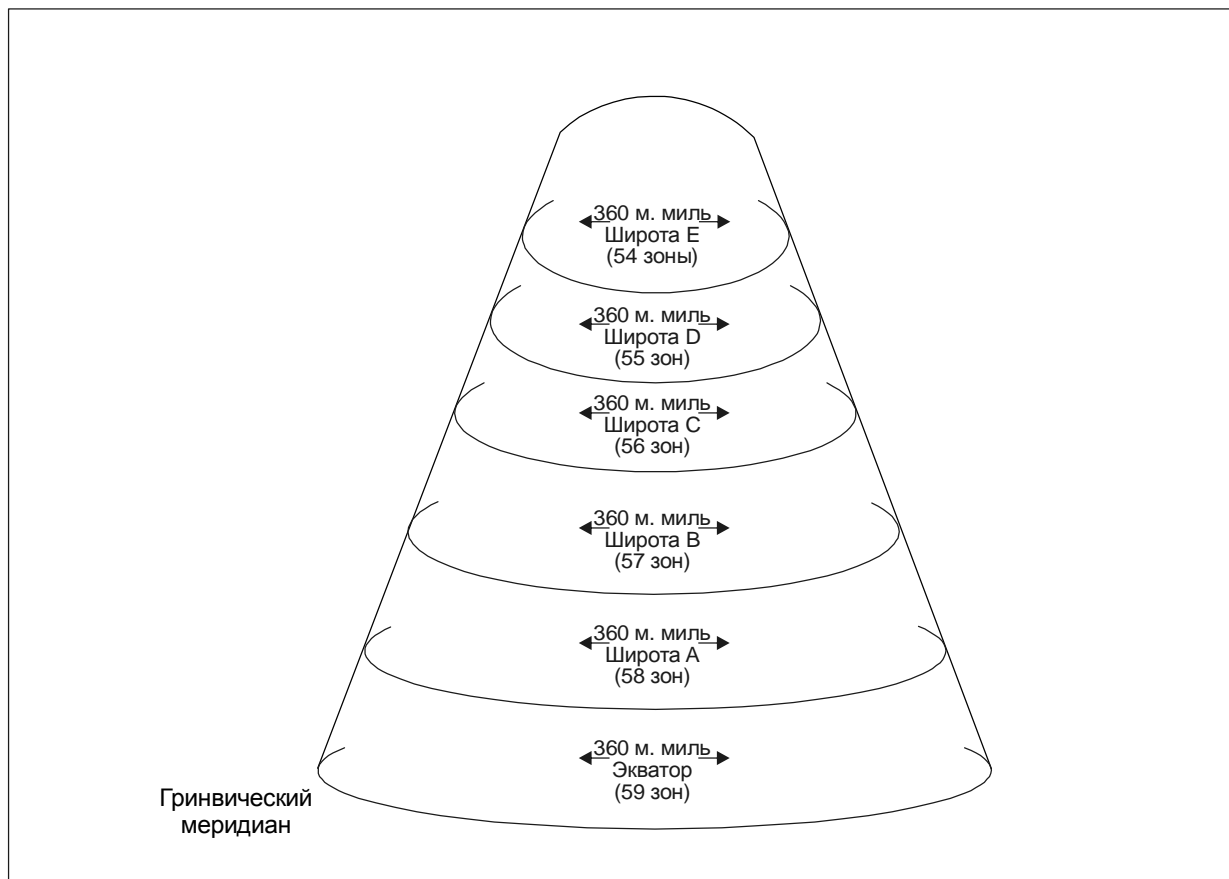 360 м. миль
Широта E
(54 зоны)
360 м. миль
Широта D
(55 зон)
360 м. миль
Широта C
(56 зон)
360 м. миль
Широта B
(57 зон)
360 м. миль
Широта A
(58 зон)
360 м. миль
Экватор
(59 зон)
Гринвический
меридиан